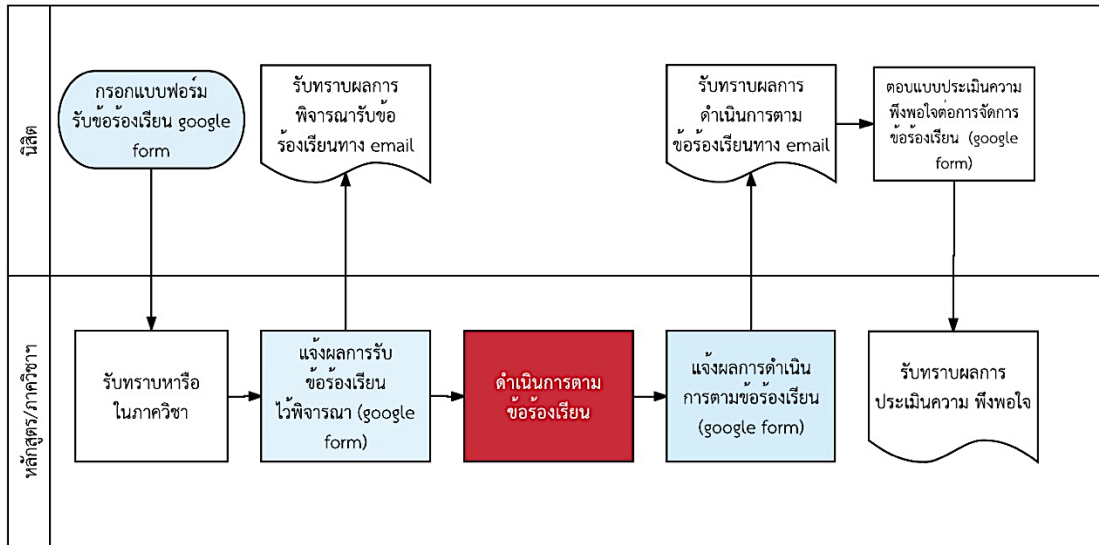 นิสิต
กรอกแบบฟอร์ม
รับข้อร้องเรียน google
form
รับทราบผลการ
พิจารณารับข้อ
ร้องเรียนทาง email
รับทราบผลการ
ดำเนินการตาม
ข้อร้องเรียนทาง email
ตอบแบบประเมินความ
พึงพอใจต่อการจัดการ
ข้อร้องเรียน (google
form)
หลักสูตร/ภาควิชาฯ
รับทราบหารือ
ในภาควิชา
แจ้งผลการรับ
ข้อร้องเรียน
ไว้พิจารณา (google
form)
ดำเนินการตาม
ข้อร้องเรียน
แจ้งผลการดำเนิน
การตามข้อร้องเรียน
(google form)
รับทราบผลการ
ประเมินความ พึงพอใจ